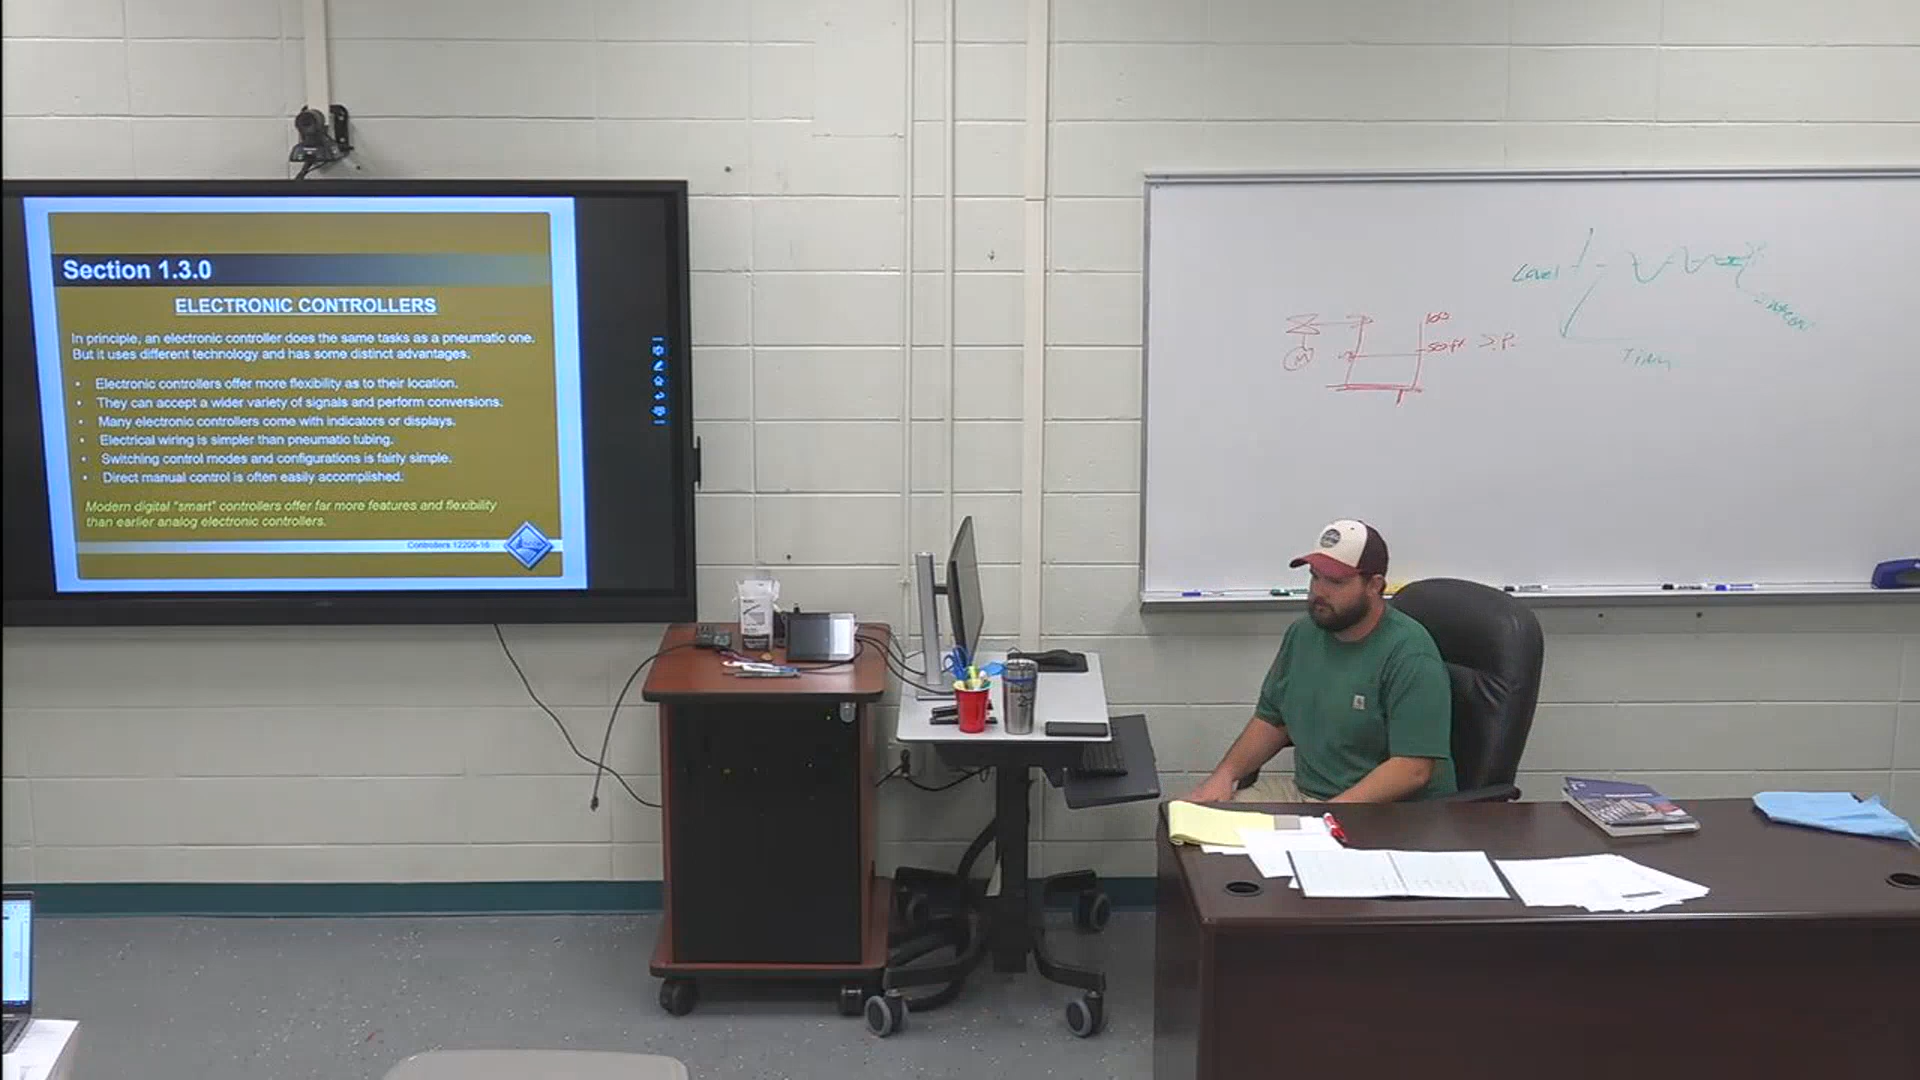 Section 1.3.0
ELECTRONIC CONTROLLERS
In principle, an electronic controller does the same tasks as a pneumatic one.
But it uses different technology and has some distinct advantages.
• Electronic controllers offer more flexibility as to their location.
• They can accept a wider variety of signals and perform conversions.
• Many electronic controllers come with indicators or displays.
• Electrical wiring is simpler than pneumatic tubing.
• Switching control modes and configurations is fairly simple.
• Direct manual control is often easily accomplished.
Modern digital "smart" controllers offer far more features and flexibility
than earlier analog electronic controllers.
Controllers 12206-16
Level
S.P.
M
Time